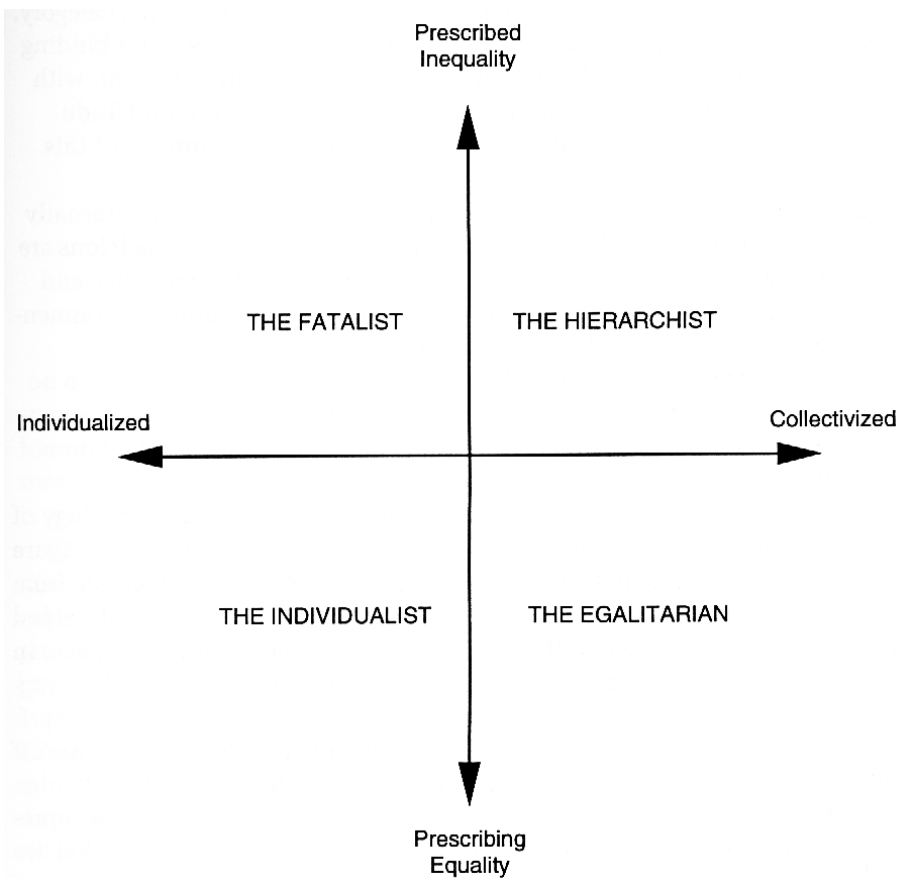 Prescribed
Inequality
THE FATALIST
THE HIERARCHIST
Individualized
Collectivized
THE INDIVIDUALIST
THE EGALITARIAN
Prescribing
Equality